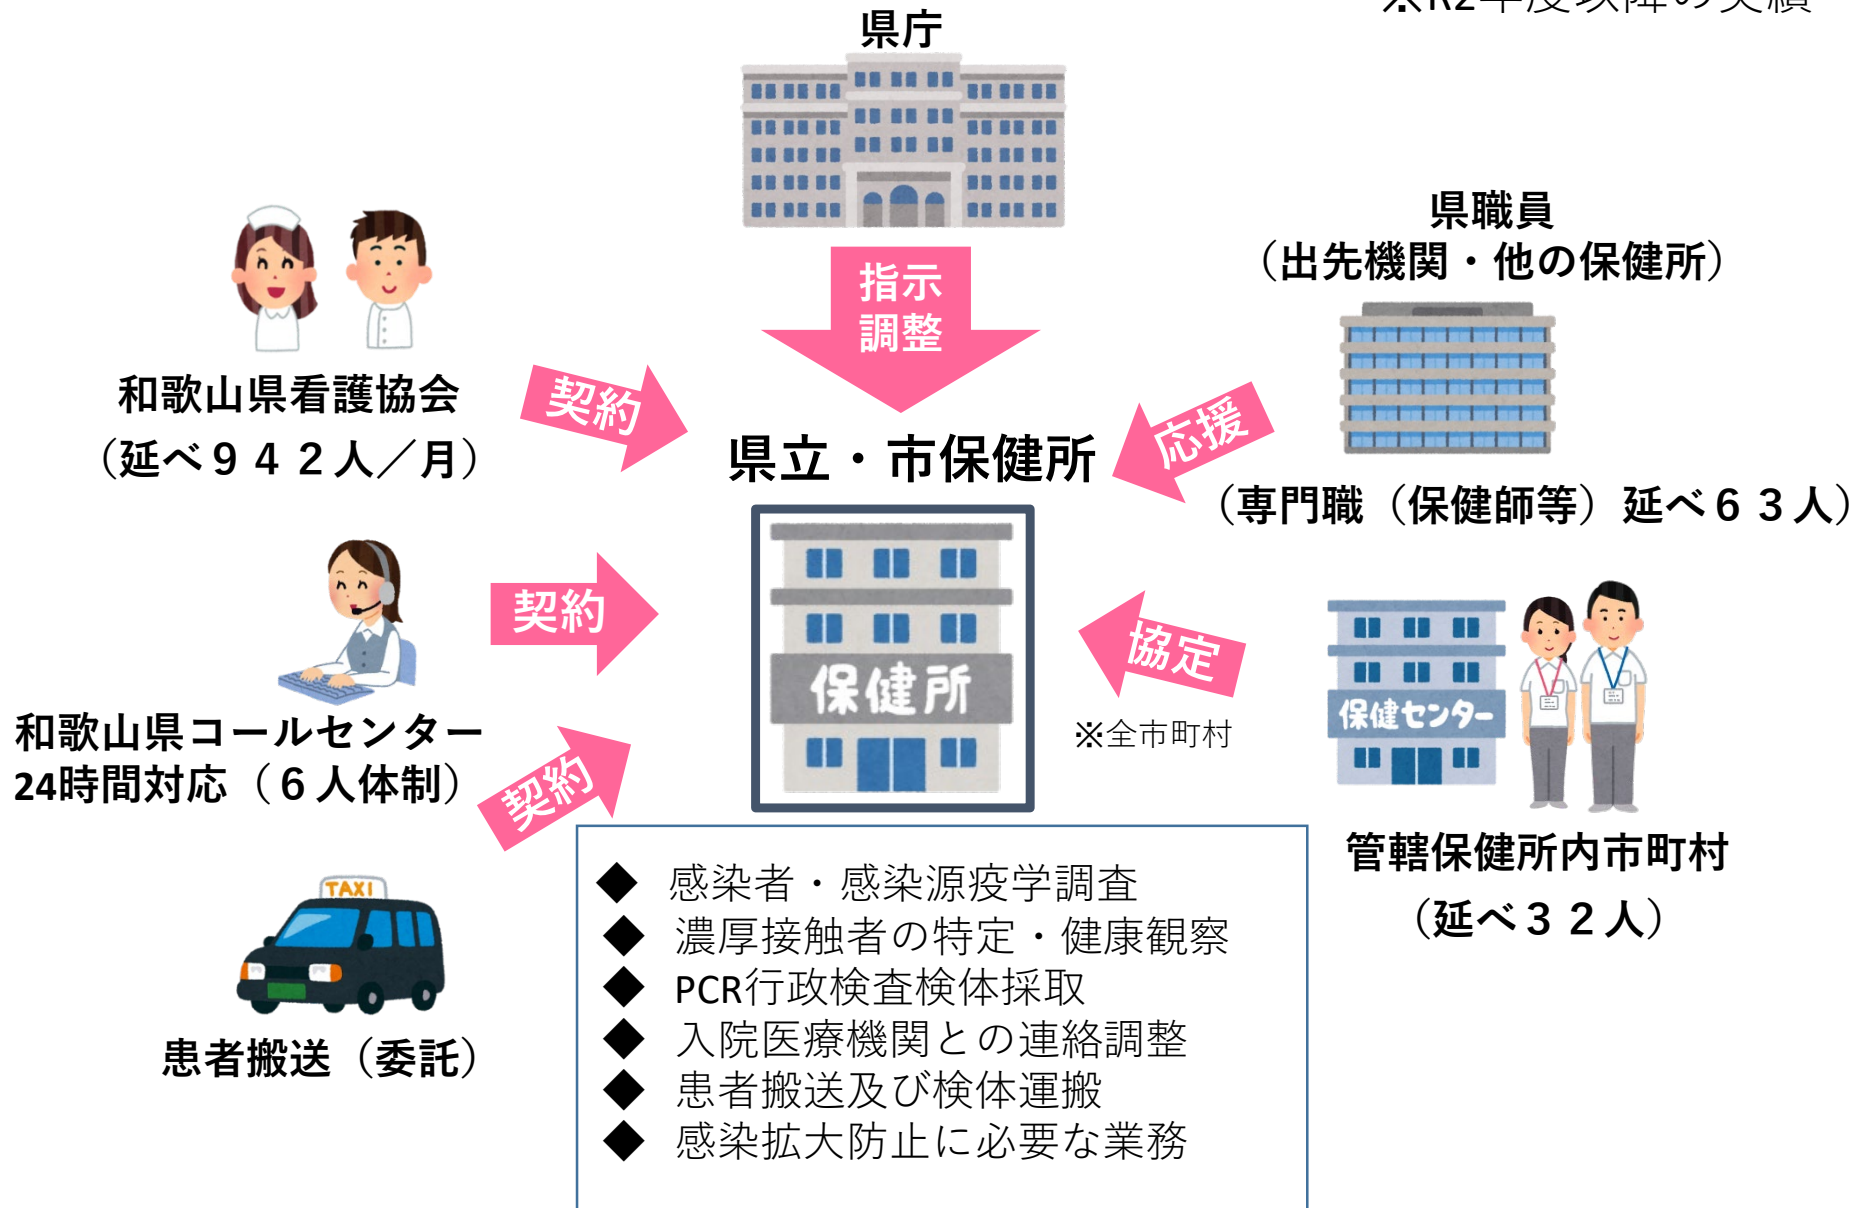 ※R2年度以降の実績
県庁
指示
調整
県職員
（出先機関・他の保健所）
和歌山県看護協会
（延べ９４２人／月）
契約
応援
県立・市保健所
（専門職（保健師等）延べ６３人）
契約
保健所
協定
※全市町村
保健センター
和歌山県コールセンター
24時間対応（６人体制）
契約
管轄保健所内市町村
（延べ３２人）
TAXI
患者搬送（委託）
◆ 感染者・感染源疫学調査
◆ 濃厚接触者の特定・健康観察
◆ PCR行政検査検体採取
◆ 入院医療機関との連絡調整
◆ 患者搬送及び検体運搬
◆ 感染拡大防止に必要な業務